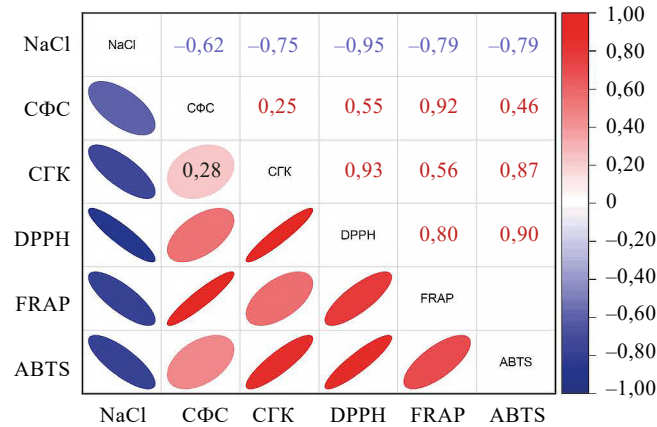 1,00
NaCl NaCl –0,62 –0,75 –0,95 –0,79 –0,79
0,80
СФС СФС 0,25 0,55 0,92 0,46
0,60
0,40
СГК 0,28 СГК 0,93 0,56 0,87
0,20
0
DPPH DPPH 0,80 0,90
–0,20
–0,40
FRAP FRAP
–0,60
ABTS ABTS
–0,80
–1,00
NaCl СФС СГК DPPH FRAP ABTS